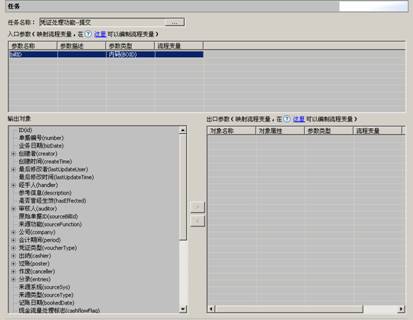 任务
任务名称: 凭证处理功能--提交 ...
入口参数(映射流程变量,在 ? 这里 可以编制流程变量)
参数名称 参数描述 参数类型 流程变量
billID 内码(BOID)
输出对象
ID(id)
单据编号(number)
业务日期(bizDate)
创建者(creator)
创建时间(createTime)
最后修改者(lastUpdateUser)
最后修改时间(lastUpdateTime)
经手人(handler)
参考信息(description)
是否曾经生效(hasEffected)
审核人(auditor)
原始单据ID(sourceBillId)
来源功能(sourceFunction)
公司(company)
会计期间(period)
凭证类型(voucherType)
出纳(cashier)
过账(poster)
作废(canceller)
分录(entries)
来源系统(sourceSys)
来源类型(sourceType)
记账日期(bookedDate)
现金流量处理标志(cashflowFlag)
出口参数(映射流程变量,在 ? 这里 可以编制流程变量)
对象名称 对象属性 参数类型 流程变量